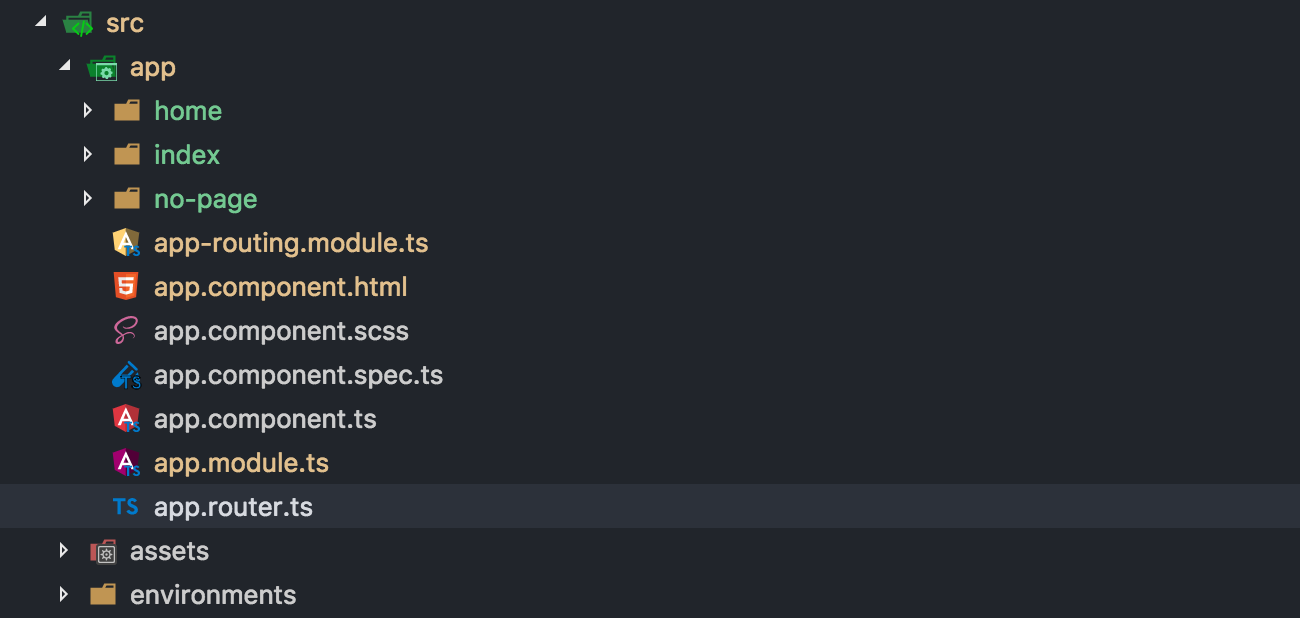 src
app
home
index
no-page
app-routing.module.ts
app.component.html
app.component.scss
app.component.spec.ts
app.component.ts
app.module.ts
TS app.router.ts
assets
environments